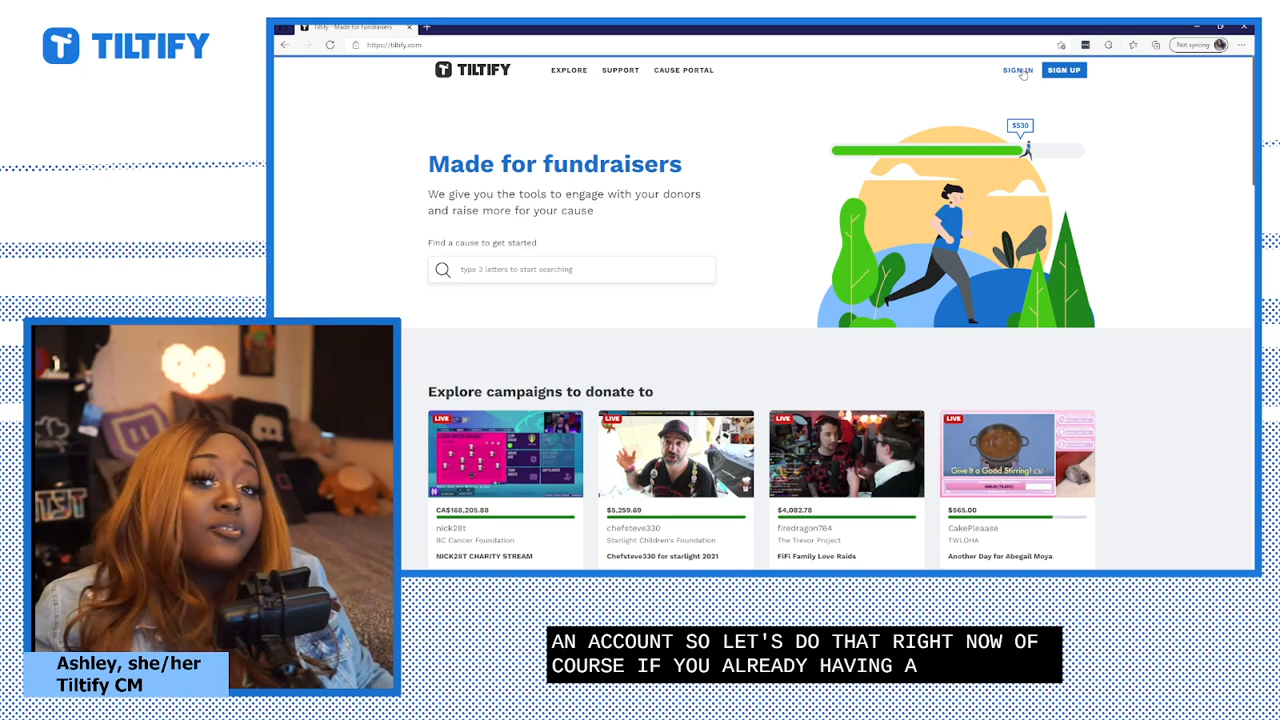 TILTIFY
Tiltify - Made for Fundraisers
https://tiltify.com
Not syncing
TILTIFY
EXPLORE SUPPORT CAUSE PORTAL
SIGN IN SIGN UP
$530
Made for fundraisers
We give you the tools to engage with your donors
and raise more for your cause
Find a cause to get started
type 3 letters to start searching
Explore campaigns to donate to
LIVE
LIVE
LIVE
LIVE
Give It a Good Stirring!
CA$168,205.88
nick28t
BC Cancer Foundation
NICK28T CHARITY STREAM
$5,259.69
chefsteve330
Starlight Children's Foundation
Chefsteve330 for starlight 2021
$4,082.78
firedragon764
The Trevor Project
FiFi Family Love Raids
$565.00
CakePleaase
TWLOHA
Another Day for Abegail Moya
Ashley, she/her
Tiltify CM
AN ACCOUNT SO LET'S DO THAT RIGHT NOW OF
COURSE IF YOU ALREADY HAVING A